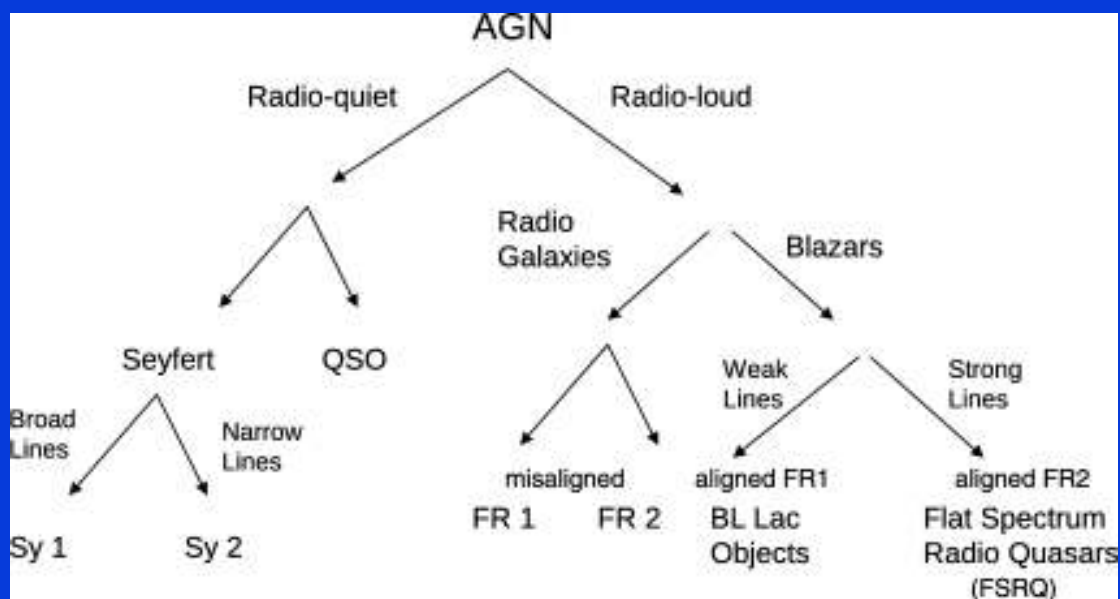 AGN
Radio-quiet
Radio-loud
Radio
Galaxies
Blazars
Seyfert
QSO
Weak
Lines
Strong
Lines
Broad
Lines
Narrow
Lines
misaligned
aligned FR1
aligned FR2
Sy 1
Sy 2
FR 1
FR 2
BL Lac
Objects
Flat Spectrum
Radio Quasars
(FSRQ)